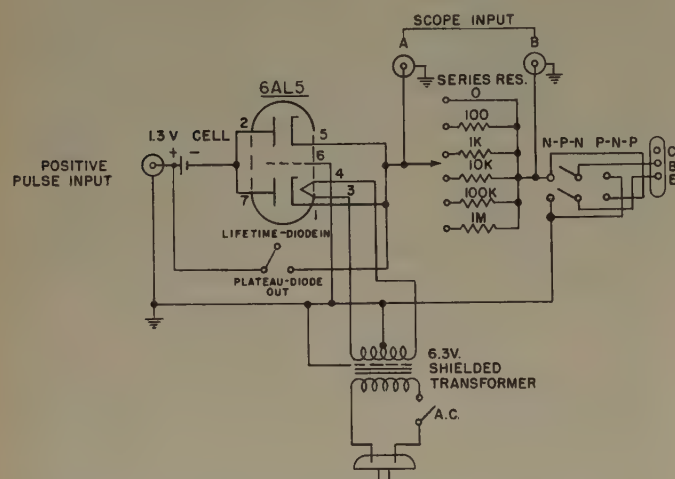 SCOPE INPUT
A
B
6AL5
SERIES RES.
0
100
1K
10K
100K
1M
1.3 V CELL
+ -
2
5
6
4
3
7
1
N-P-N P-N-P
C
B
E
POSITIVE
PULSE INPUT
LIFETIME-DIODE IN
PLATEAU-DIODE
OUT
6.3V.
SHIELDED
TRANSFORMER
A.C.